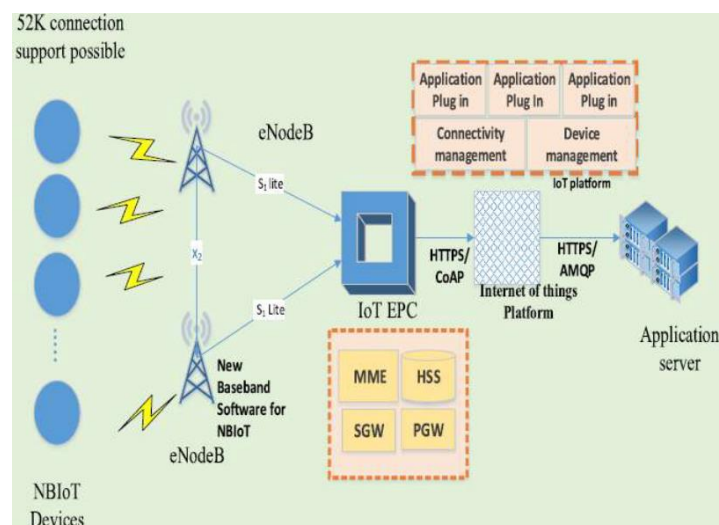 52K connection
support possible
eNodeB
S1 lite
X2
S1 Lite
New
Baseband
Software for
NBIoT
eNodeB
NBIoT
Devices
IoT EPC
MME
HSS
SGW
PGW
HTTPS/
CoAP
Application
Plug in
Application
Plug In
Application
Plug in
Connectivity
management
Device
management
IoT platform
Internet of things
Platform
HTTPS/
AMQP
Application
server